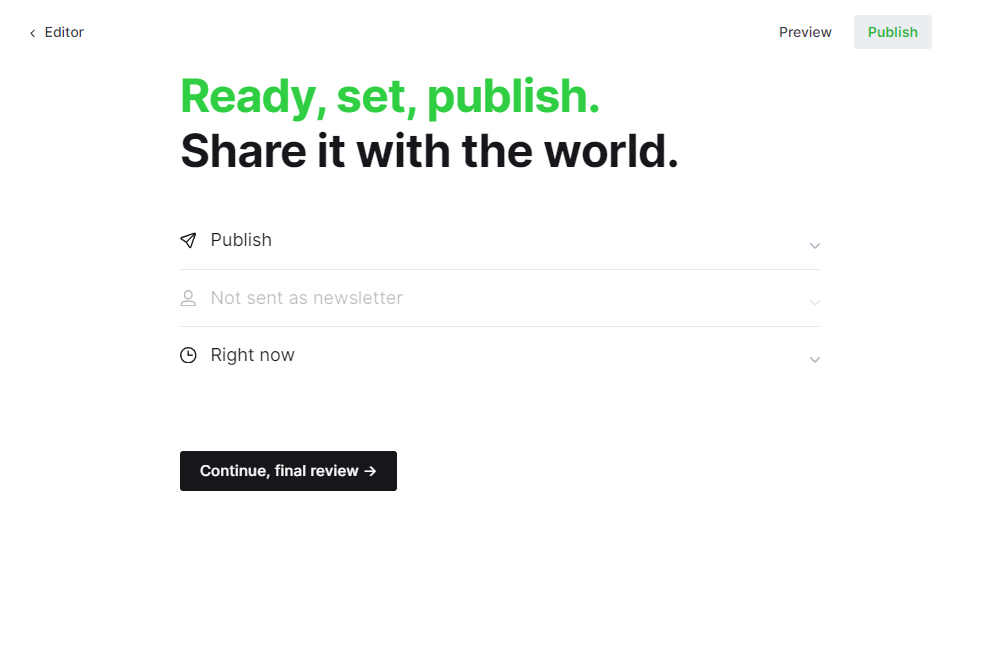 Editor
Preview
Publish
Ready, set, publish.
Share it with the world.
Publish
Not sent as newsletter
Right now
Continue, final review →